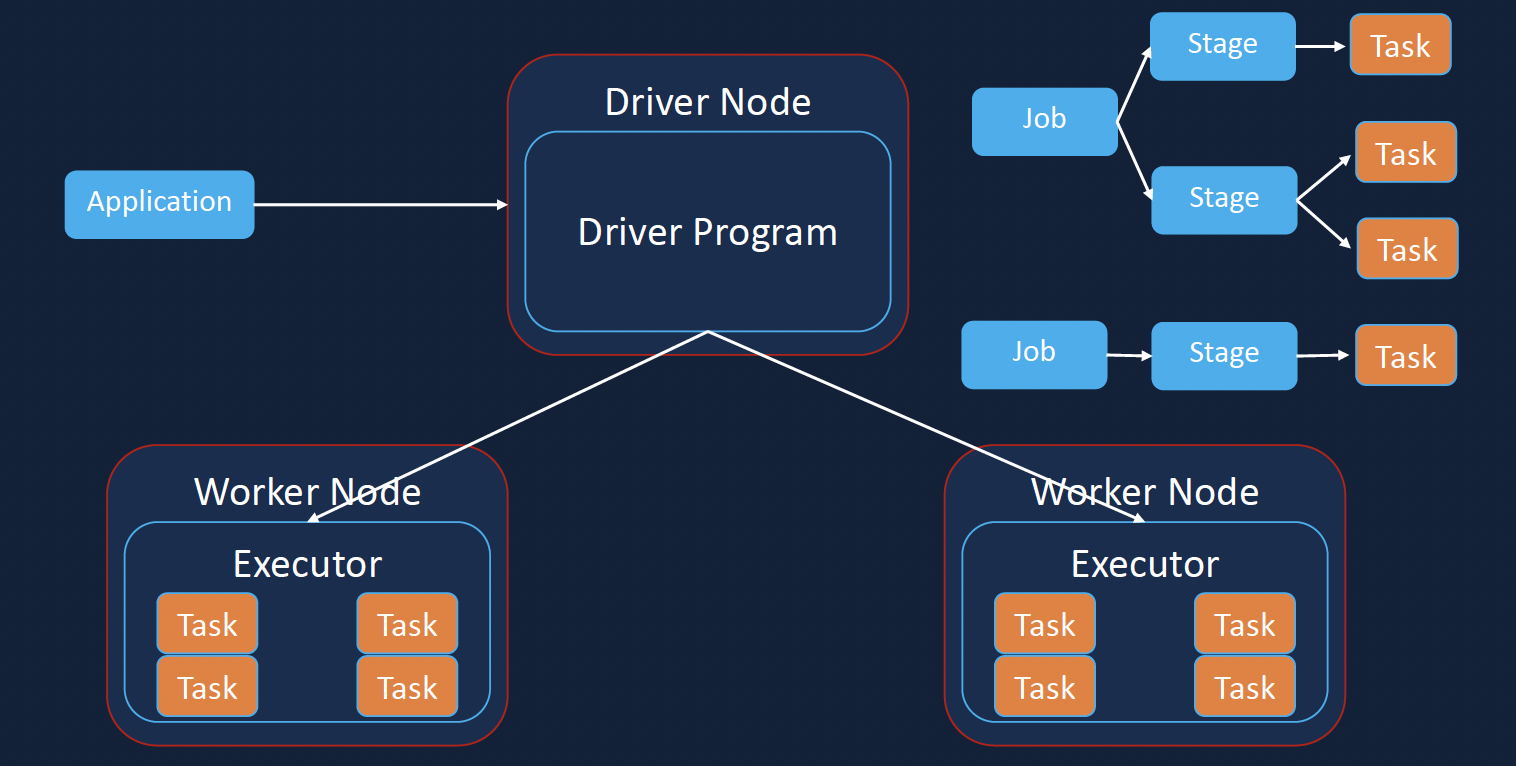 Application
Driver Node
Driver Program
Job
Stage
Task
Stage
Task
Task
Job
Stage
Task
Worker Node
Executor
Task
Task
Task
Task
Worker Node
Executor
Task
Task
Task
Task